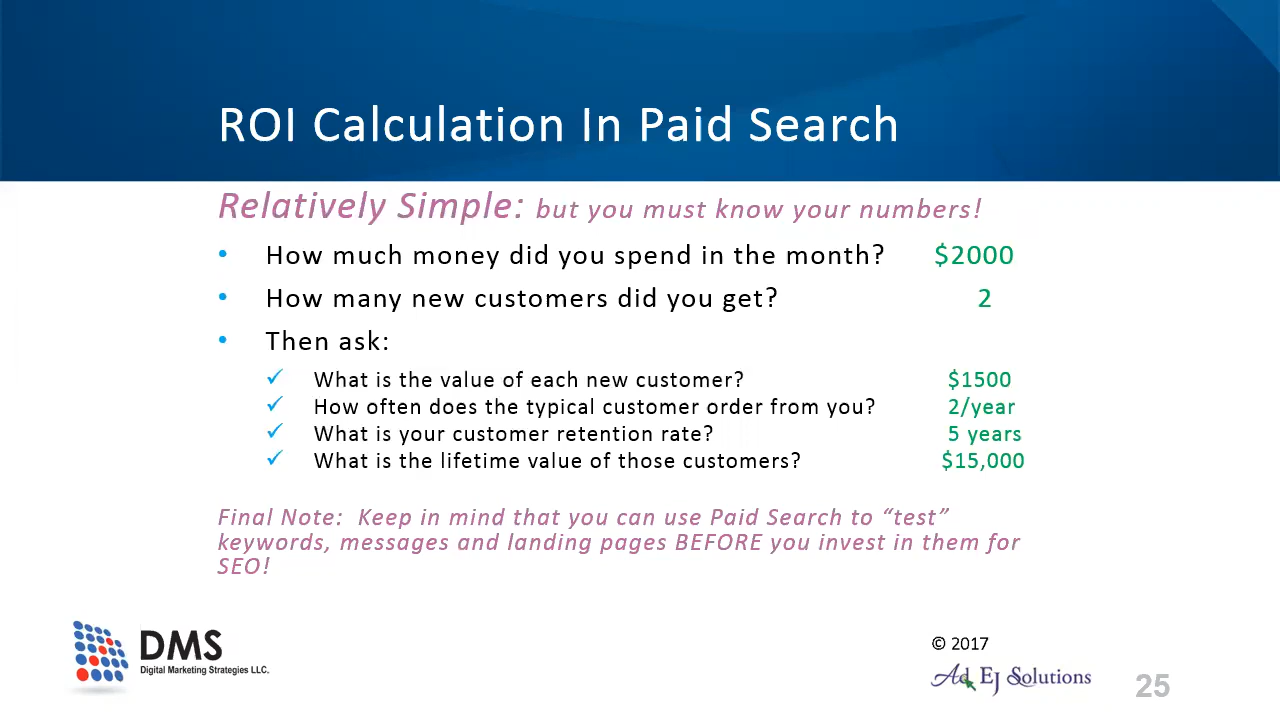 ROI Calculation In Paid Search
Relatively Simple: but you must know your numbers!
• How much money did you spend in the month? $2000
• How many new customers did you get? 2
• Then ask:
✓ What is the value of each new customer? $1500
✓ How often does the typical customer order from you? 2/year
✓ What is your customer retention rate? 5 years
✓ What is the lifetime value of those customers? $15,000
Final Note: Keep in mind that you can use Paid Search to “test”
keywords, messages and landing pages BEFORE you invest in them for
SEO!
DMS
Digital Marketing Strategies LLC.
© 2017
Ad EJ Solutions
25